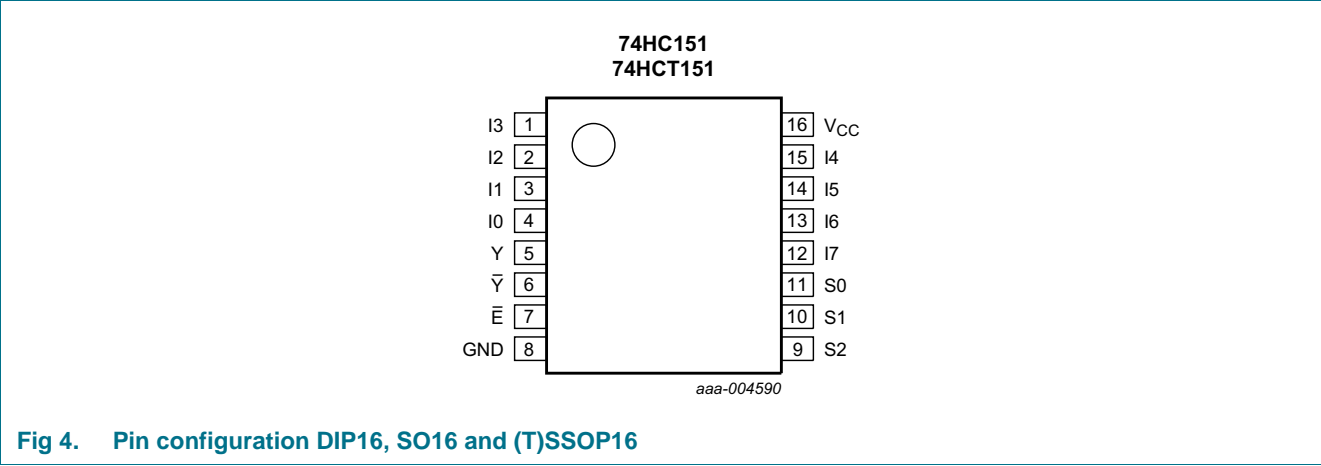 74HC151
74HCT151
I3 1 16 VCC
I2 2 15 I4
I1 3 14 I5
I0 4 13 I6
Y 5 12 I7
Y̅ 6 11 S0
E̅ 7 10 S1
GND 8 9 S2
aaa-004590
Fig 4. Pin configuration DIP16, SO16 and (T)SSOP16